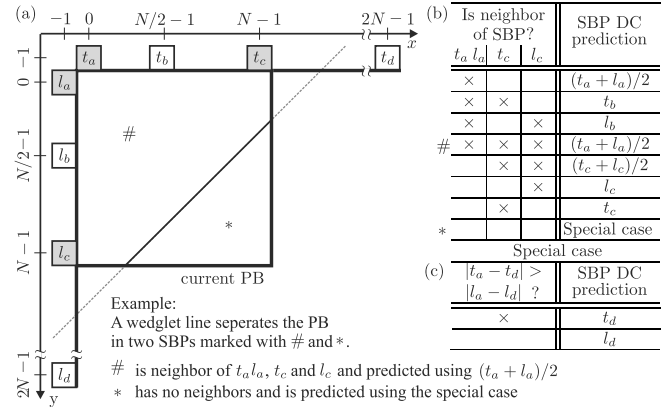 (a)
−1 0 N/2−1 N−1 2N−1
x
t_a t_b t_c t_d
−1
0
N/2−1
N−1
2N−1
y
l_a
l_b
l_c
l_d
#
*
current PB
Example:
A wedglet line seperates the PB
in two SBPs marked with # and *.
# is neighbor of t_a l_a, t_c and l_c and predicted using (t_a + l_a)/2
* has no neighbors and is predicted using the special case
(b)
Is neighbor of SBP? SBP DC prediction
t_a l_a t_c l_c
× (t_a + l_a)/2
× × t_b
× × l_b
# × × × (t_a + l_a)/2
× × (t_c + l_c)/2
× l_c
× t_c
* Special case
Special case
(c)
|t_a − t_d| > SBP DC
|l_a − l_d| ? prediction
× t_d
l_d